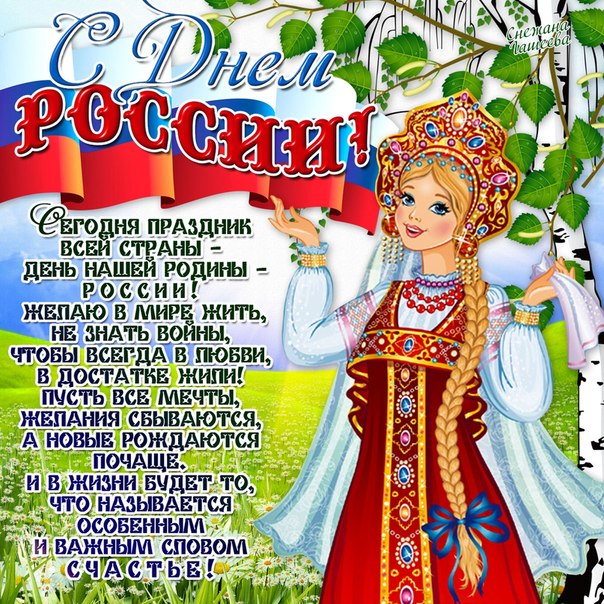 С Днем
РОССИИ!
Снежана
Ташеева
Сегодня праздник
всей страны –
день нашей Родины –
России!
Желаю в мире жить,
не знать войны,
чтобы всегда в любви,
в достатке жили!
Пусть все мечты,
желания сбываются,
а новые рождаются
почаще.
И в жизни будет то,
что называется
особенным
и важным словом
счастье!